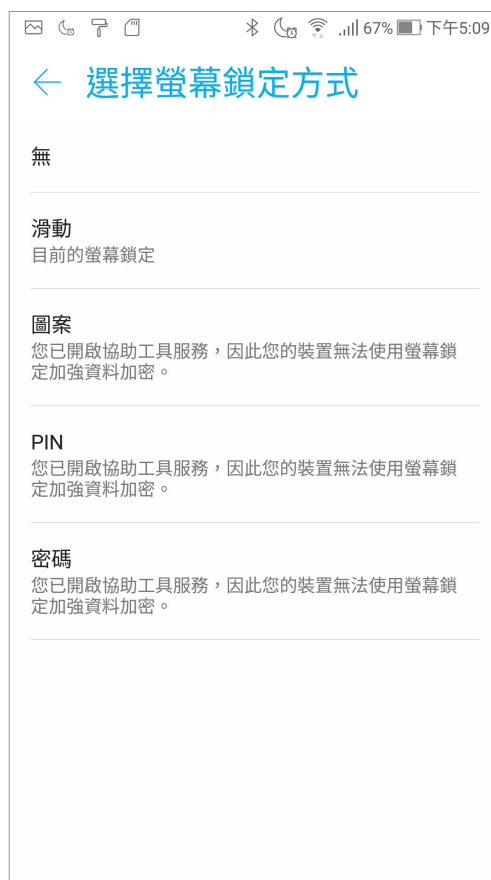 67% 下午5:09
選擇螢幕鎖定方式
無
滑動
目前的螢幕鎖定
圖案
您已開啟協助工具服務，因此您的裝置無法使用螢幕鎖
定加強資料加密。
PIN
您已開啟協助工具服務，因此您的裝置無法使用螢幕鎖
定加強資料加密。
密碼
您已開啟協助工具服務，因此您的裝置無法使用螢幕鎖
定加強資料加密。